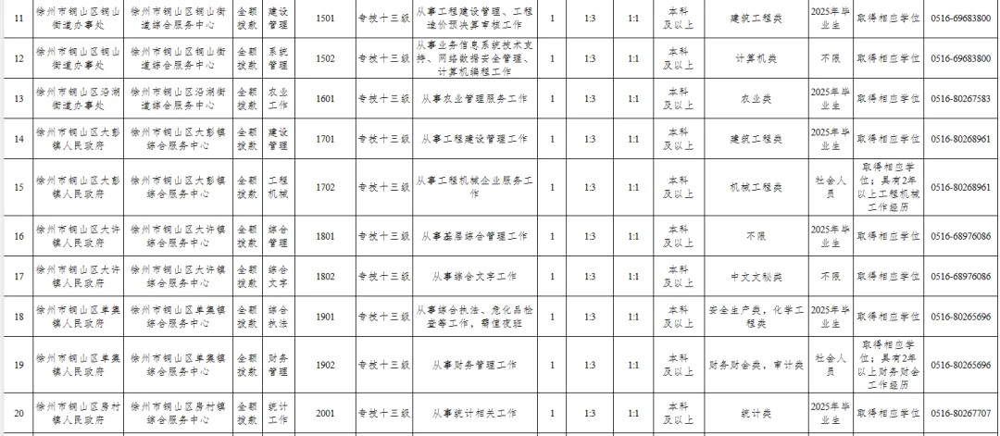 11 徐州市铜山区铜山街道办事处 徐州市铜山区铜山街道综合服务中心 全额拨款 建设管理 1501 专技十三级 从事工程建设管理、工程造价预决算审核工作 1 1:3 1:1 本科及以上 建筑工程类 2025年毕业生 取得相应学位 0516-69683800
12 徐州市铜山区铜山街道办事处 徐州市铜山区铜山街道综合服务中心 全额拨款 系统管理 1502 专技十三级 从事业务信息系统技术支持、网络数据安全管理、计算机编程工作 1 1:3 1:1 本科及以上 计算机类 不限 取得相应学位 0516-69683800
13 徐州市铜山区沿湖街道办事处 徐州市铜山区沿湖街道综合服务中心 全额拨款 农业工作 1601 专技十三级 从事农业管理服务工作 1 1:3 1:1 本科及以上 农业类 2025年毕业生 取得相应学位 0516-80267583
14 徐州市铜山区大彭镇人民政府 徐州市铜山区大彭镇综合服务中心 全额拨款 建设管理 1701 专技十三级 从事工程建设管理工作 1 1:3 1:1 本科及以上 建筑工程类 2025年毕业生 取得相应学位 0516-80268961
15 徐州市铜山区大彭镇人民政府 徐州市铜山区大彭镇综合服务中心 全额拨款 工程机械 1702 专技十三级 从事工程机械企业服务工作 1 1:3 1:1 本科及以上 机械工程类 社会人员 取得相应学位；具有2年以上工程机械工作经历 0516-80268961
16 徐州市铜山区大许镇人民政府 徐州市铜山区大许镇综合服务中心 全额拨款 综合管理 1801 专技十三级 从事基层综合管理工作 1 1:3 1:1 本科及以上 不限 2025年毕业生 取得相应学位 0516-68976086
17 徐州市铜山区大许镇人民政府 徐州市铜山区大许镇综合服务中心 全额拨款 综合文字 1802 专技十三级 从事综合文字工作 1 1:3 1:1 本科及以上 中文文秘类 不限 取得相应学位 0516-68976086
18 徐州市铜山区单集镇人民政府 徐州市铜山区单集镇综合服务中心 全额拨款 综合执法 1901 专技十三级 从事综合执法、危化品检查等工作，需值夜班 1 1:3 1:1 本科及以上 安全生产类，化学工程类 2025年毕业生 取得相应学位 0516-80265696
19 徐州市铜山区单集镇人民政府 徐州市铜山区单集镇综合服务中心 全额拨款 财务管理 1902 专技十三级 从事财务管理工作 1 1:3 1:1 本科及以上 财务财会类，审计类 社会人员 取得相应学位；具有2年以上财务财会工作经历 0516-80265696
20 徐州市铜山区房村镇人民政府 徐州市铜山区房村镇综合服务中心 全额拨款 统计工作 2001 专技十三级 从事统计相关工作 1 1:3 1:1 本科及以上 统计类 2025年毕业生 取得相应学位 0516-80267707